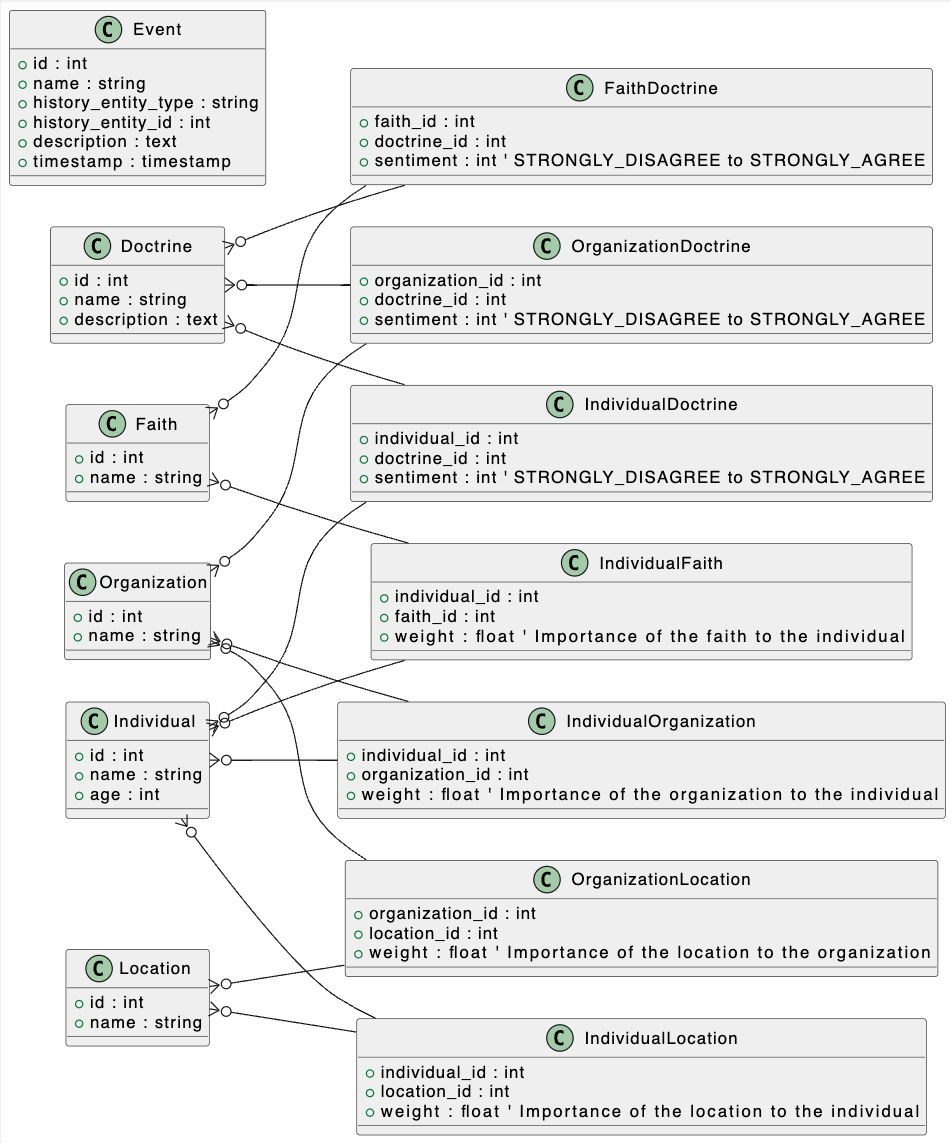 C Event
id : int
name : string
history_entity_type : string
history_entity_id : int
description : text
timestamp : timestamp
C FaithDoctrine
faith_id : int
doctrine_id : int
sentiment : int ' STRONGLY_DISAGREE to STRONGLY_AGREE
C Doctrine
id : int
name : string
description : text
C OrganizationDoctrine
organization_id : int
doctrine_id : int
sentiment : int ' STRONGLY_DISAGREE to STRONGLY_AGREE
C IndividualDoctrine
individual_id : int
doctrine_id : int
sentiment : int ' STRONGLY_DISAGREE to STRONGLY_AGREE
C Faith
id : int
name : string
C IndividualFaith
individual_id : int
faith_id : int
weight : float ' Importance of the faith to the individual
C Organization
id : int
name : string
C Individual
id : int
name : string
age : int
C IndividualOrganization
individual_id : int
organization_id : int
weight : float ' Importance of the organization to the individual
C OrganizationLocation
organization_id : int
location_id : int
weight : float ' Importance of the location to the organization
C Location
id : int
name : string
C IndividualLocation
individual_id : int
location_id : int
weight : float ' Importance of the location to the individual